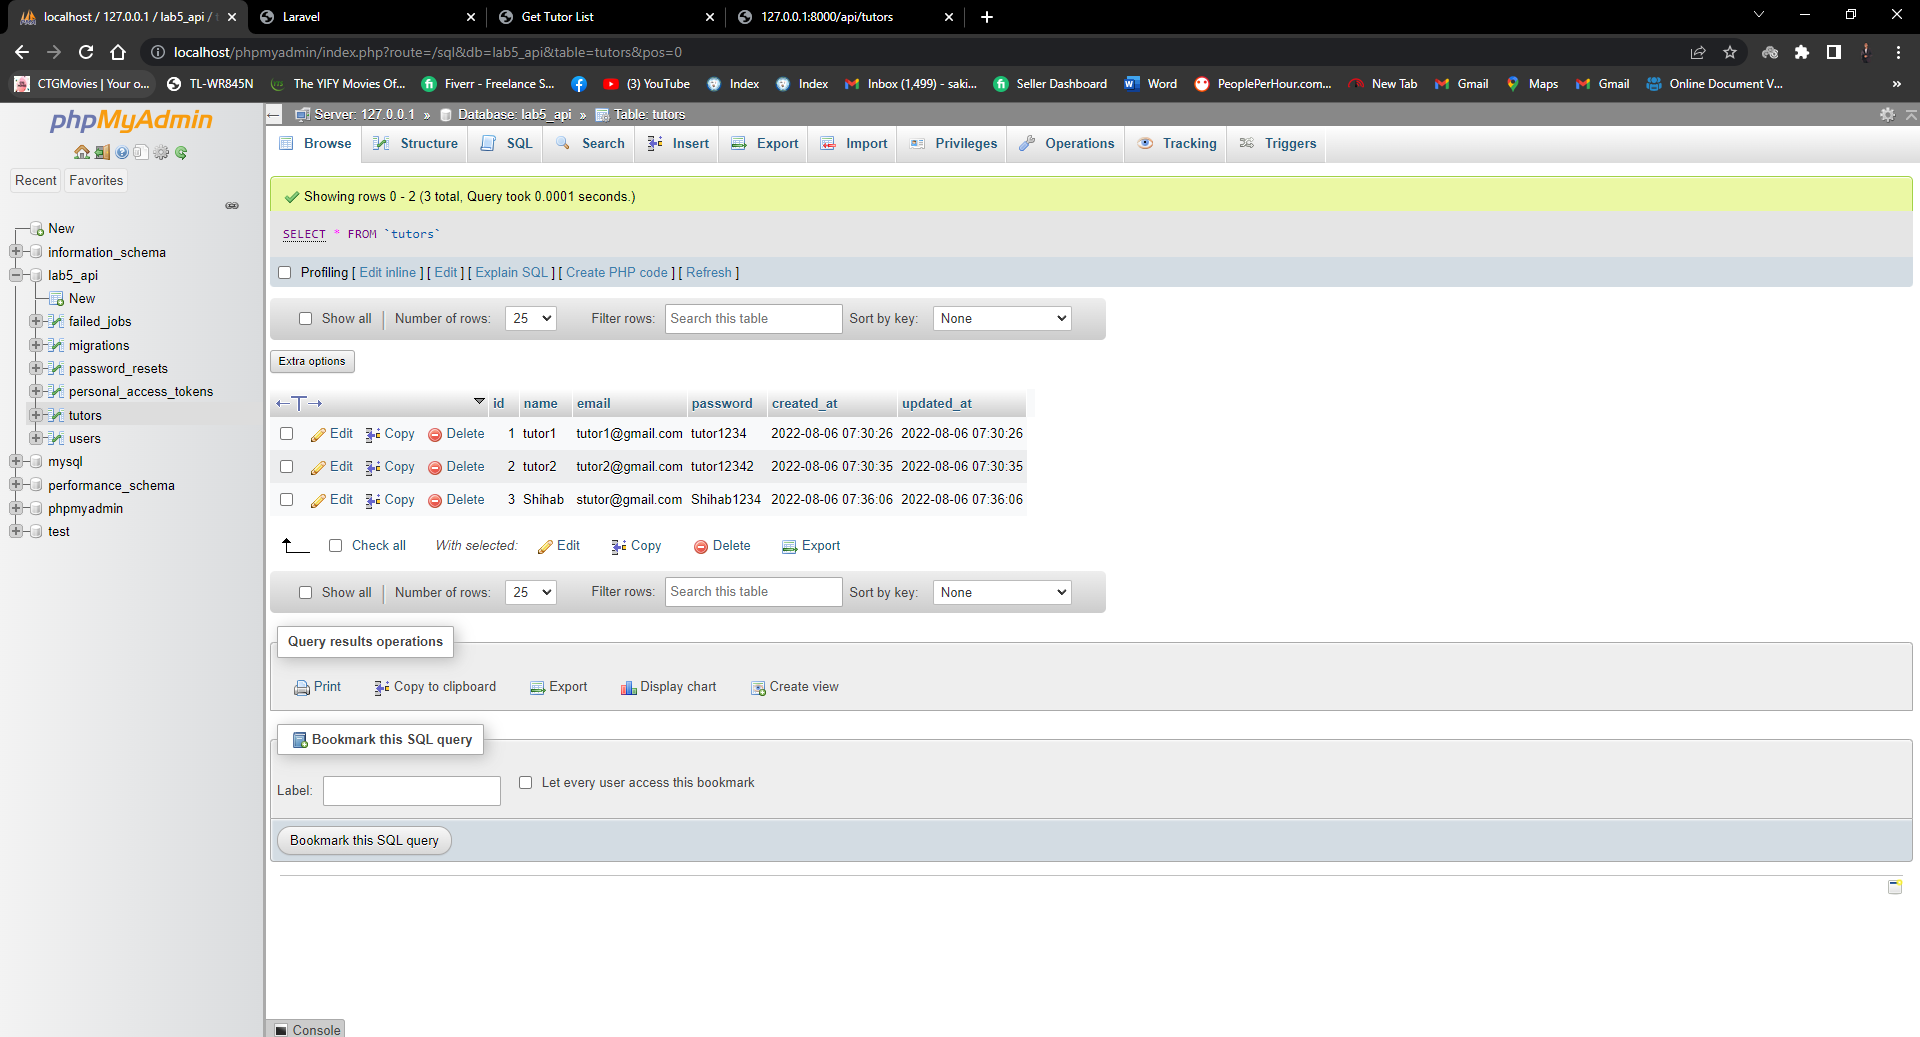 localhost / 127.0.0.1 / lab5_api / t
Laravel
Get Tutor List
127.0.0.1:8000/api/tutors
localhost/phpmyadmin/index.php?route=/sql&db=lab5_api&table=tutors&pos=0
CTGMovies | Your o... TL-WR845N The YIFY Movies Of... Fiverr - Freelance S... (3) YouTube Index Index Inbox (1,499) - saki... Seller Dashboard Word PeoplePerHour.com... New Tab Gmail Maps Gmail Online Document V... »
phpMyAdmin
Recent Favorites
New
information_schema
lab5_api
New
failed_jobs
migrations
password_resets
personal_access_tokens
tutors
users
mysql
performance_schema
phpmyadmin
test
Server: 127.0.0.1 » Database: lab5_api » Table: tutors
Browse Structure SQL Search Insert Export Import Privileges Operations Tracking Triggers
Showing rows 0 - 2 (3 total, Query took 0.0001 seconds.)
SELECT * FROM `tutors`
Profiling [ Edit inline ] [ Edit ] [ Explain SQL ] [ Create PHP code ] [ Refresh ]
Show all Number of rows: 25 Filter rows: Search this table Sort by key: None
Extra options
id name email password created_at updated_at
Edit Copy Delete 1 tutor1 tutor1@gmail.com tutor1234 2022-08-06 07:30:26 2022-08-06 07:30:26
Edit Copy Delete 2 tutor2 tutor2@gmail.com tutor12342 2022-08-06 07:30:35 2022-08-06 07:30:35
Edit Copy Delete 3 Shihab stutor@gmail.com Shihab1234 2022-08-06 07:36:06 2022-08-06 07:36:06
Check all With selected: Edit Copy Delete Export
Show all Number of rows: 25 Filter rows: Search this table Sort by key: None
Query results operations
Print Copy to clipboard Export Display chart Create view
Bookmark this SQL query
Label: Let every user access this bookmark
Bookmark this SQL query
Console